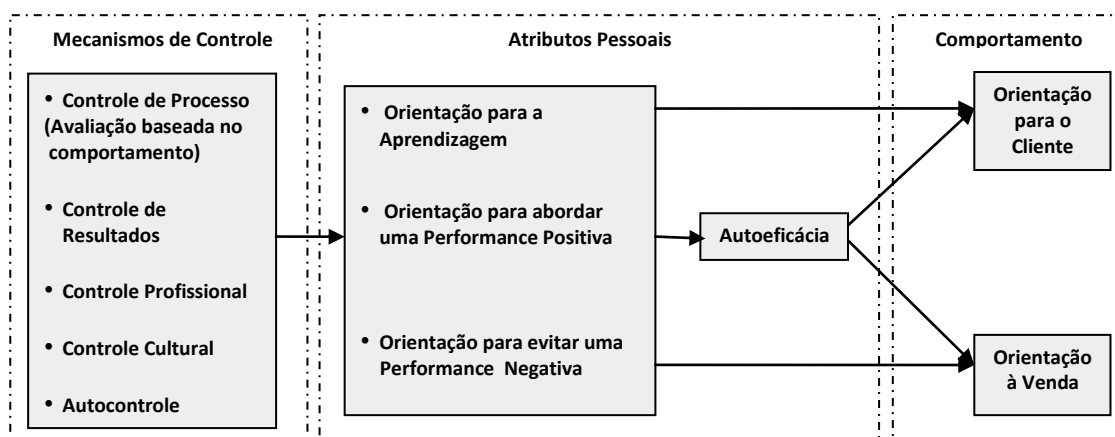 Mecanismos de Controle
• Controle de Processo
(Avaliação baseada no
comportamento)
• Controle de
Resultados
• Controle Profissional
• Controle Cultural
• Autocontrole
Atributos Pessoais
• Orientação para a
Aprendizagem
• Orientação para abordar
uma Performance Positiva
• Orientação para evitar uma
Performance Negativa
Autoeficácia
Comportamento
Orientação
para o
Cliente
Orientação
à Venda